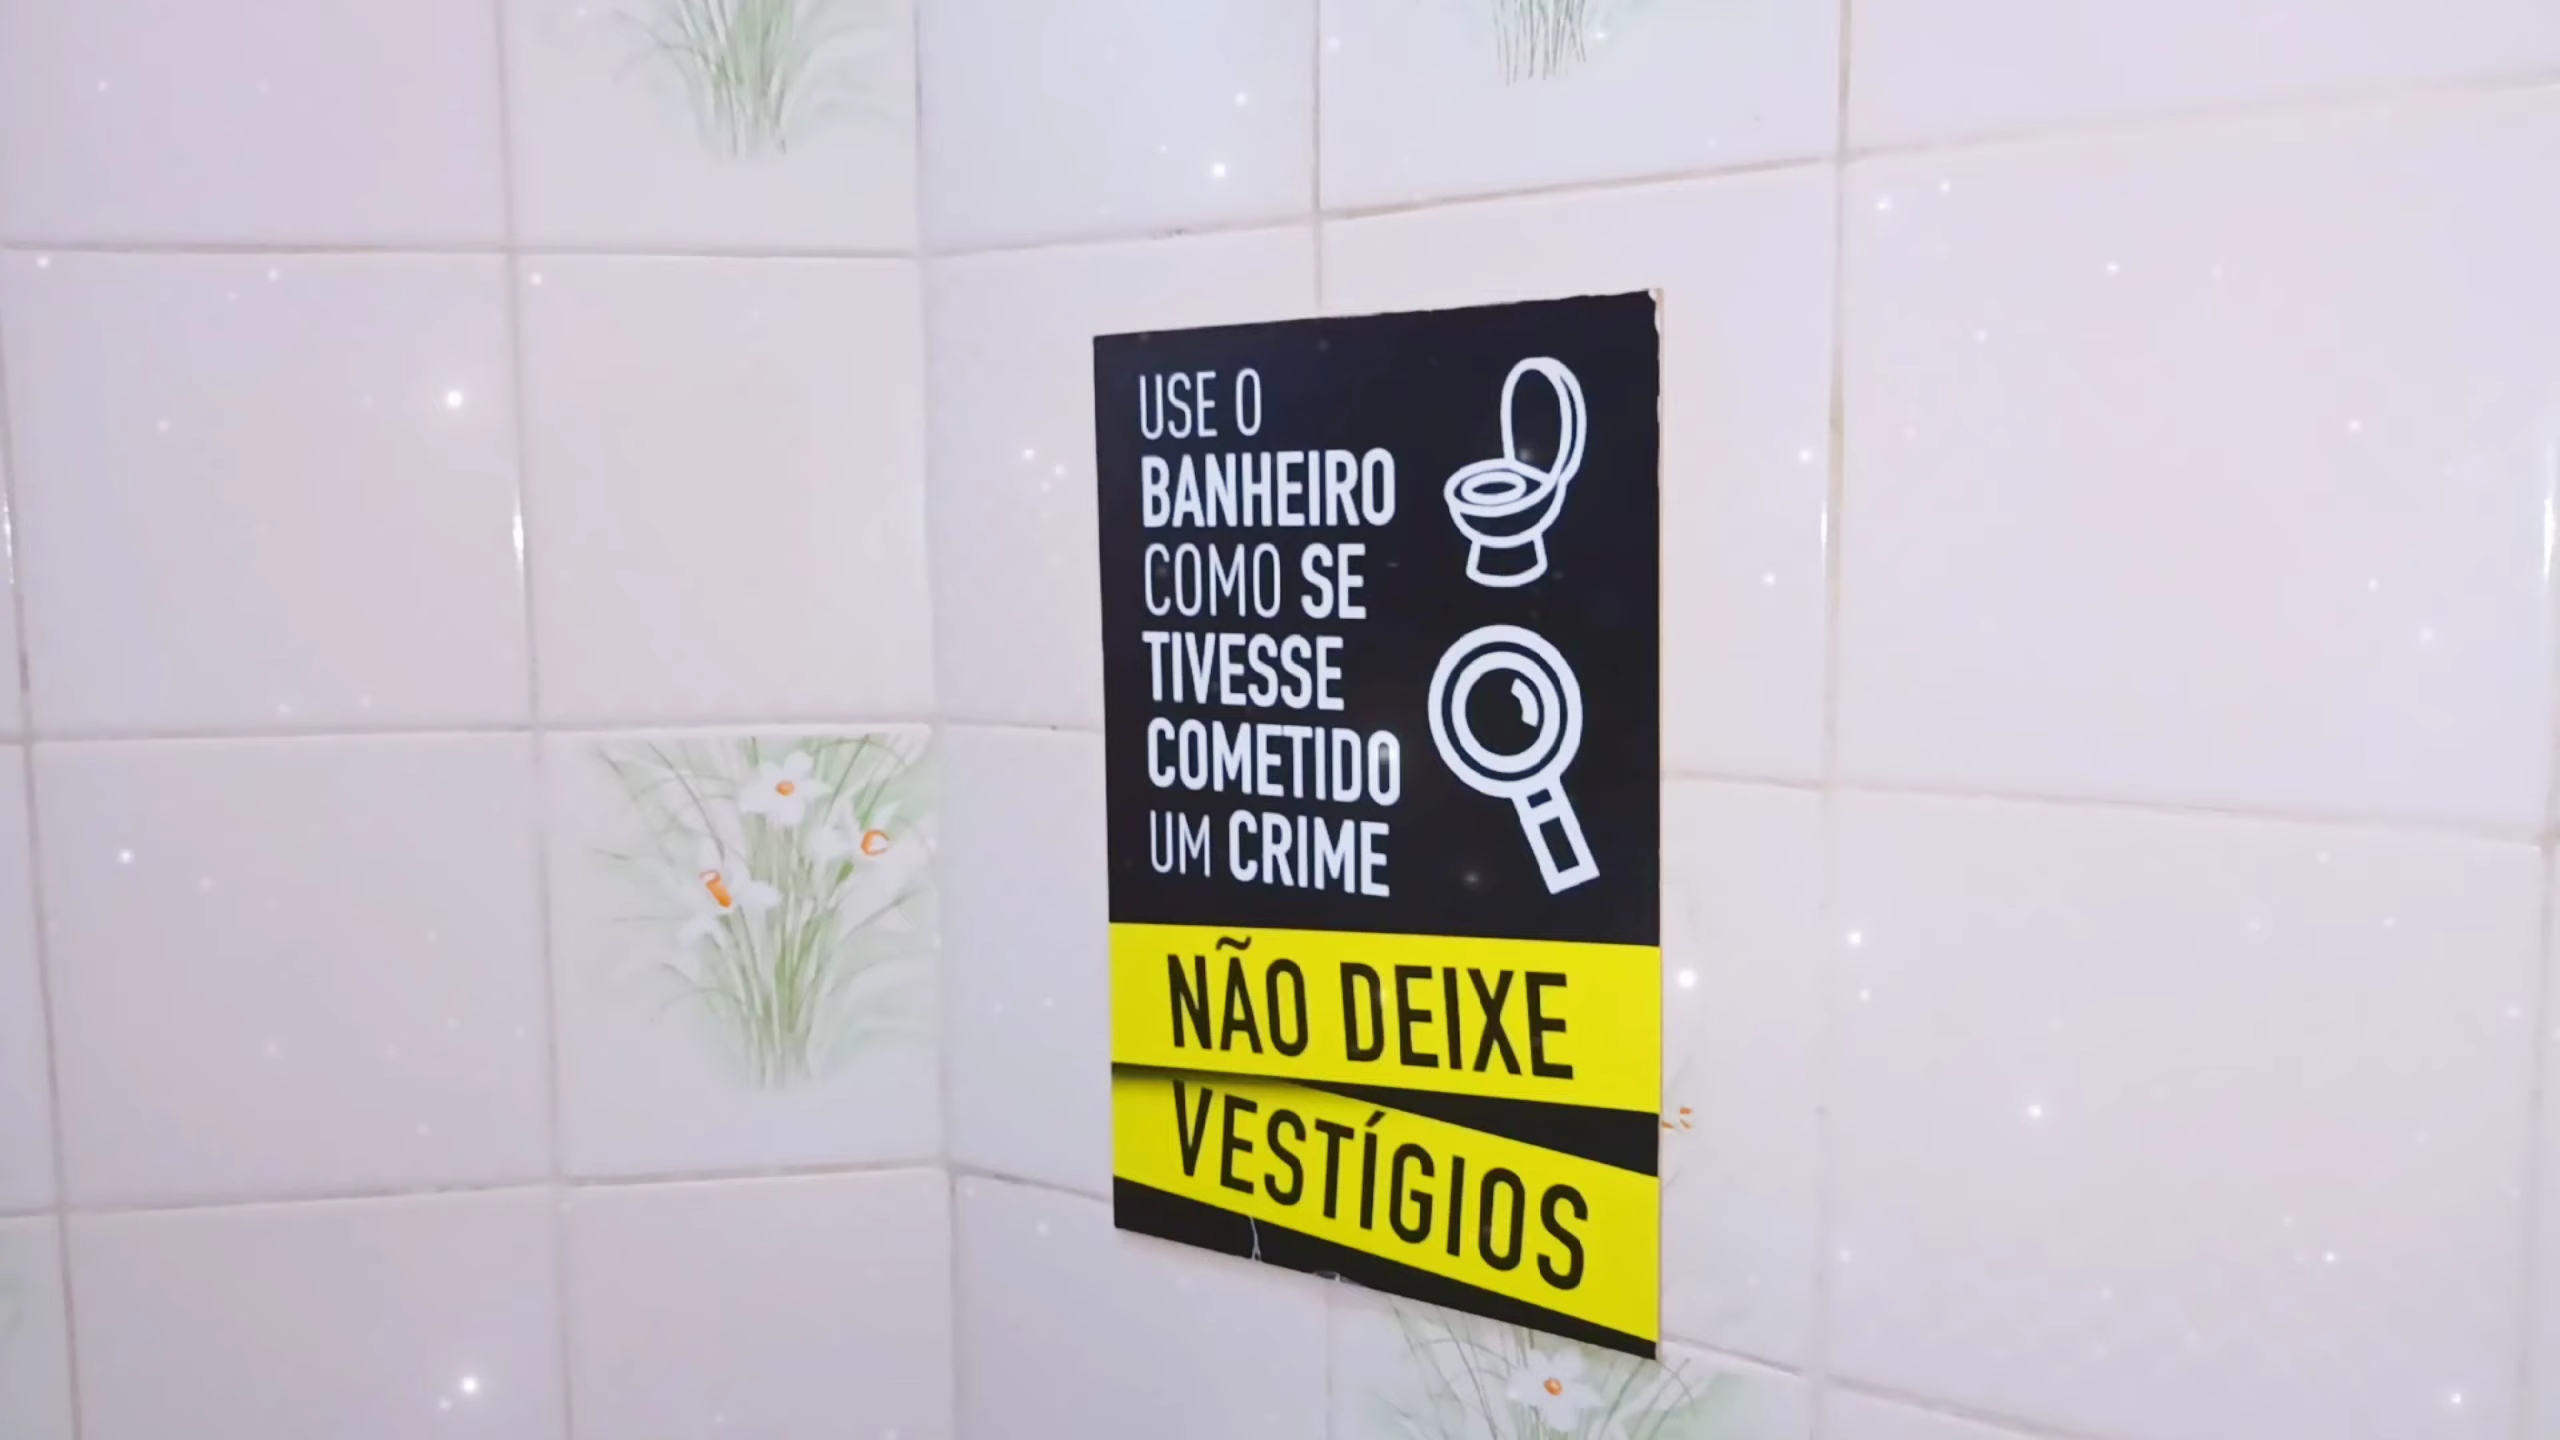 USE O
BANHEIRO
COMO SE
TIVESSE
COMETIDO
UM CRIME
NÃO DEIXE
VESTÍGIOS